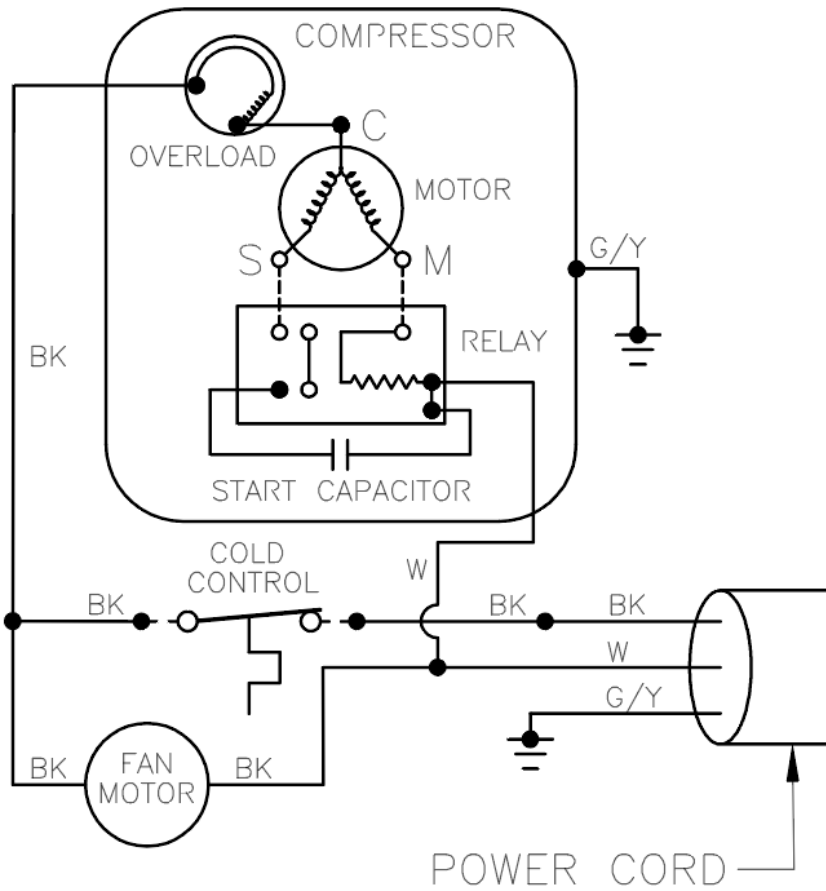 COMPRESSOR
C
OVERLOAD
MOTOR
S
M
G/Y
BK
RELAY
START CAPACITOR
COLD
CONTROL
W
BK
BK
BK
W
G/Y
FAN
MOTOR
BK
BK
POWER CORD